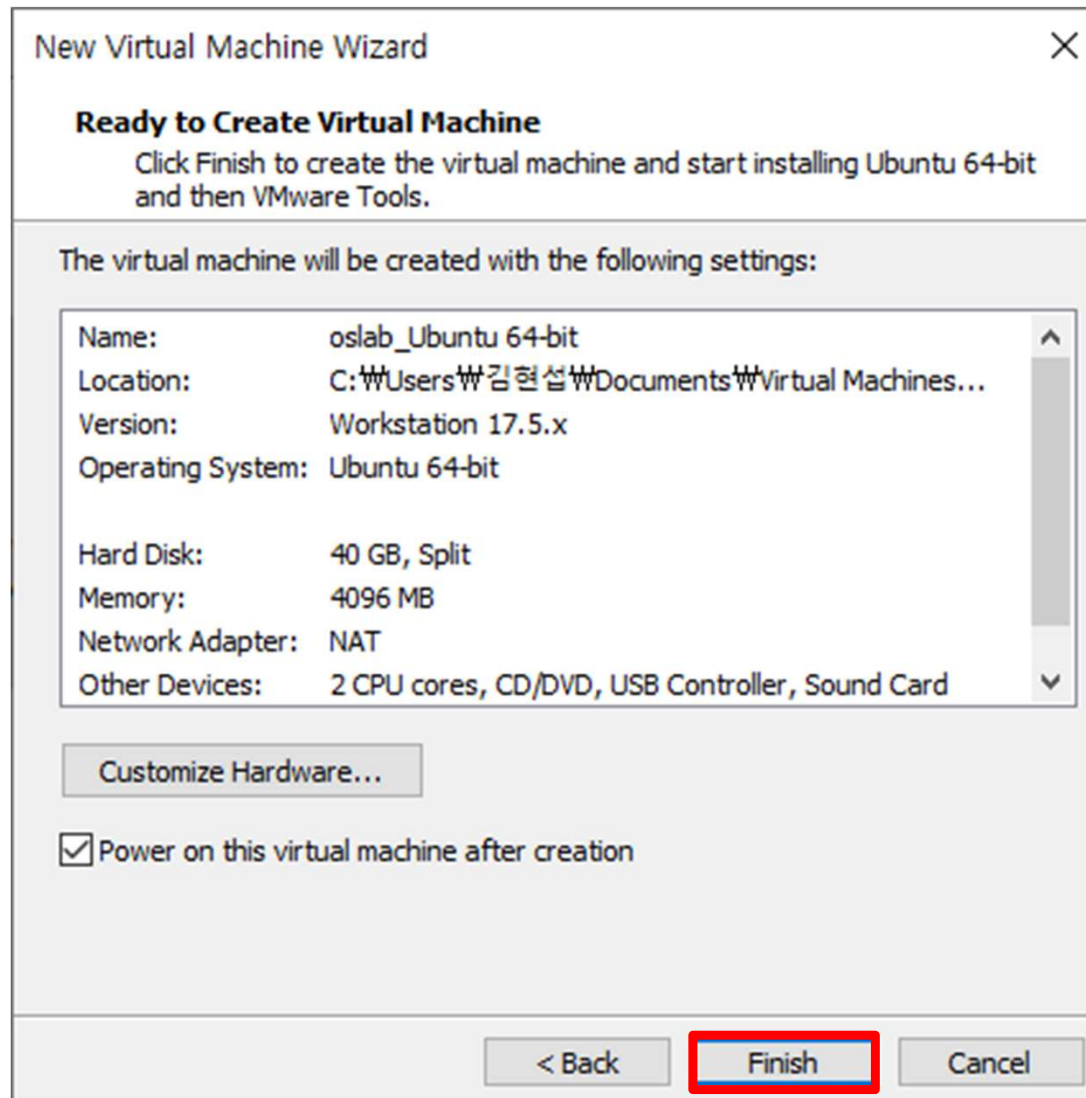 New Virtual Machine Wizard
Ready to Create Virtual Machine
Click Finish to create the virtual machine and start installing Ubuntu 64-bit
and then VMware Tools.
The virtual machine will be created with the following settings:
Name: oslab_Ubuntu 64-bit
Location: C:₩Users₩김현섭₩Documents₩Virtual Machines...
Version: Workstation 17.5.x
Operating System: Ubuntu 64-bit
Hard Disk: 40 GB, Split
Memory: 4096 MB
Network Adapter: NAT
Other Devices: 2 CPU cores, CD/DVD, USB Controller, Sound Card
Customize Hardware...
Power on this virtual machine after creation
< Back Finish Cancel